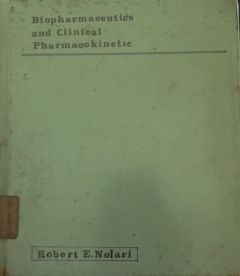 Biopharmaceutics
and Clinical
Pharmacokinetic
Robert E.Notari